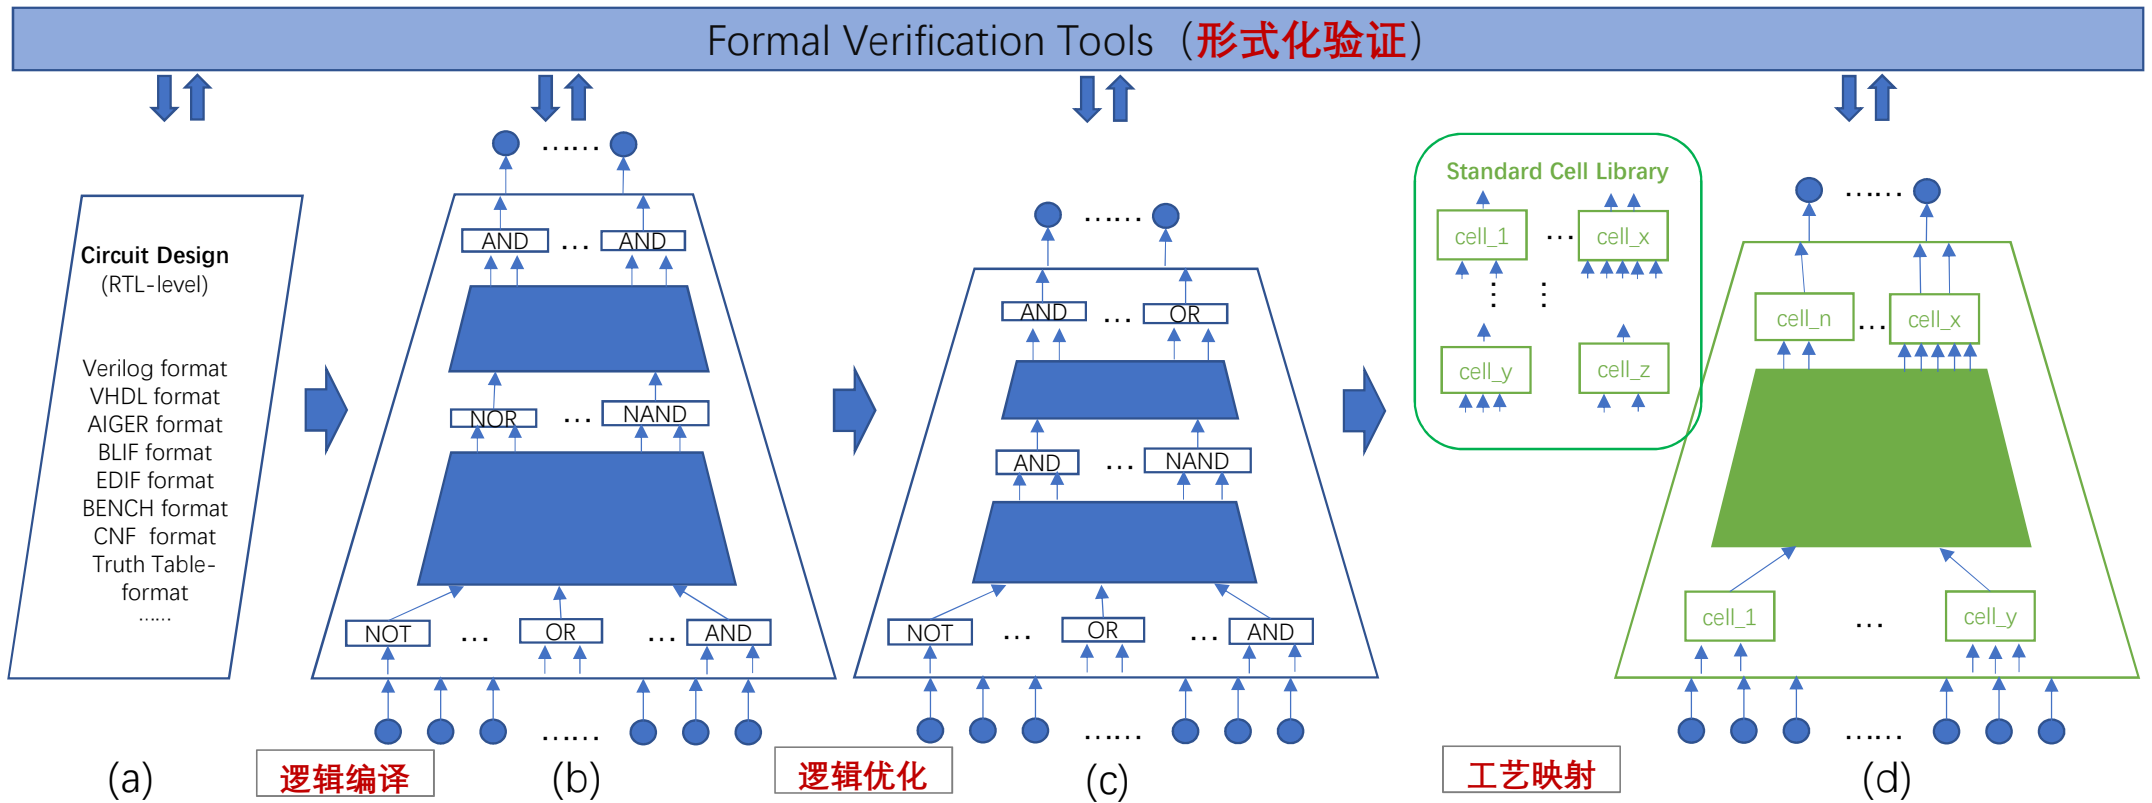 Formal Verification Tools（形式化验证）
Circuit Design
(RTL-level)
Verilog format
VHDL format
AIGER format
BLIF format
EDIF format
BENCH format
CNF format
Truth Table-
format
……
……
AND … AND
NOR … NAND
NOT … OR … AND
……
……
AND … OR
AND … NAND
NOT … OR … AND
……
Standard Cell Library
cell_1 … cell_x
…… ……
cell_y cell_z
……
cell_n … cell_x
cell_1 … cell_y
……
(a) 逻辑编译 (b) 逻辑优化 (c) 工艺映射 (d)